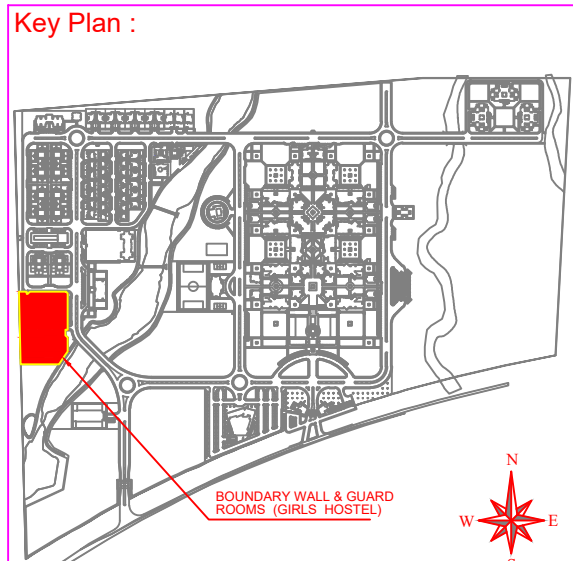 Key Plan :
N
W
E
S
BOUNDARY WALL & GUARD
ROOMS (GIRLS HOSTEL)